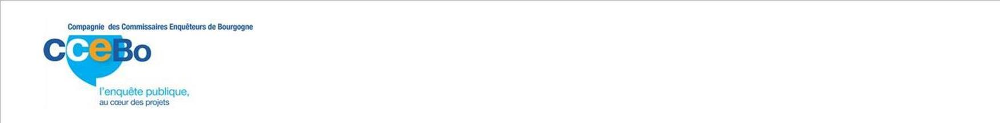 Compagnie des Commissaires Enquêteurs de Bourgogne
CCeBo
l'enquête publique,
au cœur des projets